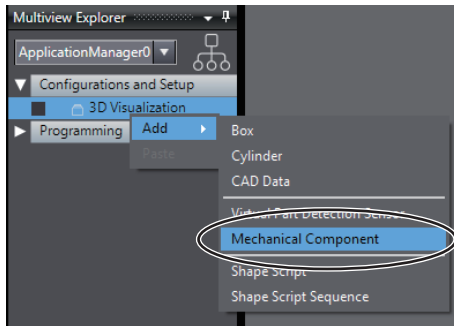 Multiview Explorer
ApplicationManager0
Configurations and Setup
3D Visualization
Programming
Add
Paste
Box
Cylinder
CAD Data
Virtual Part Detection Sensor
Mechanical Component
Shape Script
Shape Script Sequence